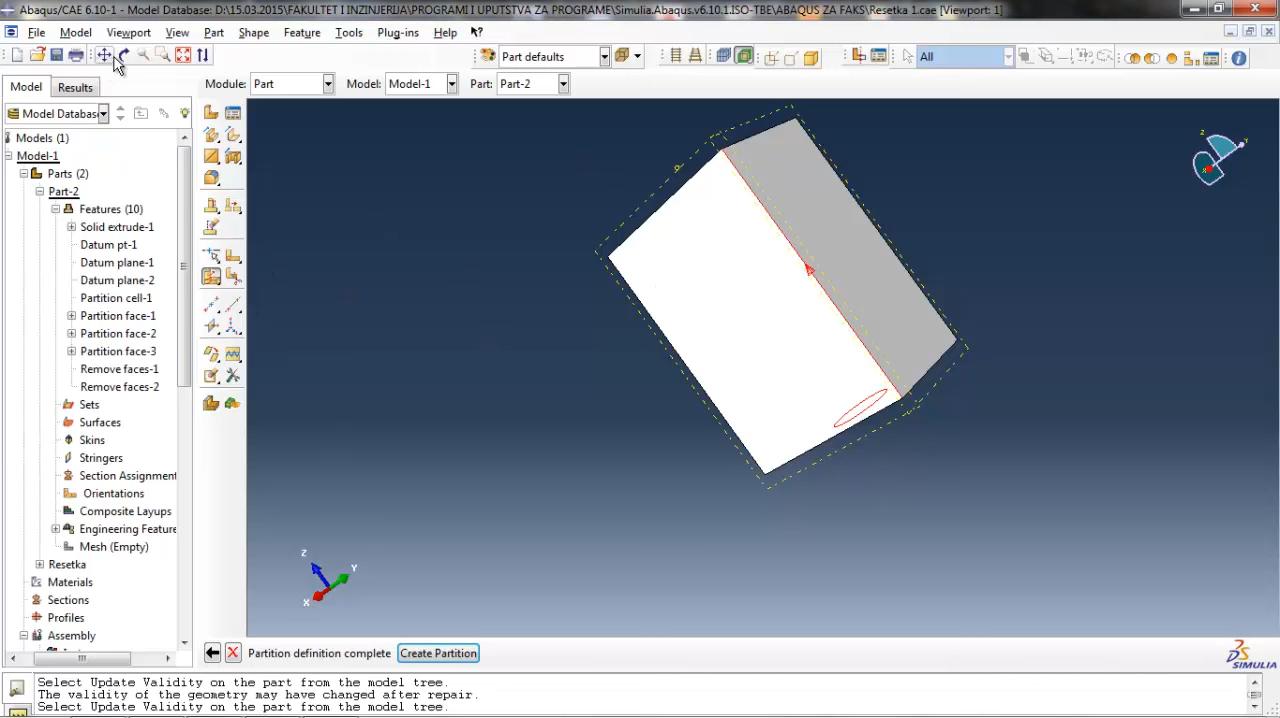 Abaqus/CAE 6.10-1 - Model Database: D:\15.03.2015\FAKULTET I INZINJERIJA\PROGRAMI I UPUTSTVA ZA PROGRAME\Simulia.Abaqus.v6.10.1.ISO-TBE\ABAQUS ZA FAKS\Resetka 1.cae [Viewport: 1]
File Model Viewport View Part Shape Feature Tools Plug-ins Help
Part defaults All
Model Results Module: Part Model: Model-1 Part: Part-2
Model Databas
Models (1)
Model-1
Parts (2)
Part-2
Features (10)
Solid extrude-1
Datum pt-1
Datum plane-1
Datum plane-2
Partition cell-1
Partition face-1
Partition face-2
Partition face-3
Remove faces-1
Remove faces-2
Sets
Surfaces
Skins
Stringers
Section Assignment
Orientations
Composite Layups
Engineering Feature
Mesh (Empty)
Resetka
Materials
Sections
Profiles
Assembly
Z
Y
X
Partition definition complete Create Partition
SIMULIA
Select Update Validity on the part from the model tree.
The validity of the geometry may have changed after repair.
Select Update Validity on the part from the model tree.